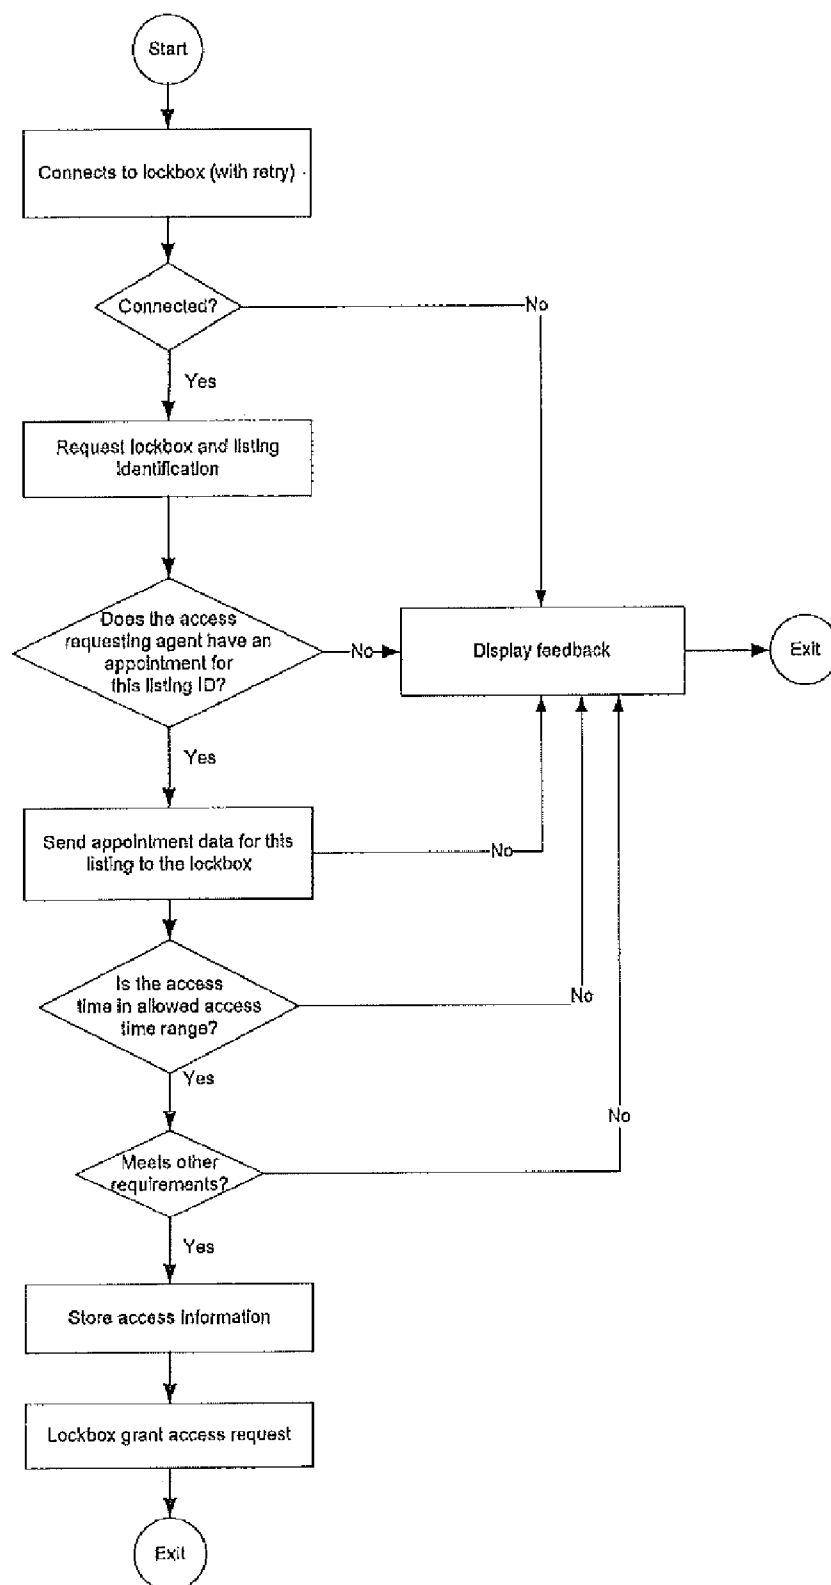 Start
Connects to lockbox (with retry)
Connected?
No
Yes
Request lockbox and listing
identification
Does the access
requesting agent have an
appointment for
this listing ID?
No
Display feedback
Exit
Yes
Send appointment data for this
listing to the lockbox
No
Is the access
time in allowed access
time range?
No
Yes
No
Meets other
requirements?
Yes
Store access information
Lockbox grant access request
Exit